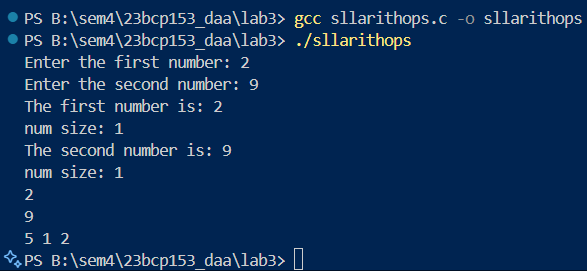 PS B:\sem4\23bcp153_daa\lab3> gcc sllarithops.c -o sllarithops
PS B:\sem4\23bcp153_daa\lab3> ./sllarithops
Enter the first number: 2
Enter the second number: 9
The first number is: 2
num size: 1
The second number is: 9
num size: 1
2
9
5 1 2
PS B:\sem4\23bcp153_daa\lab3>